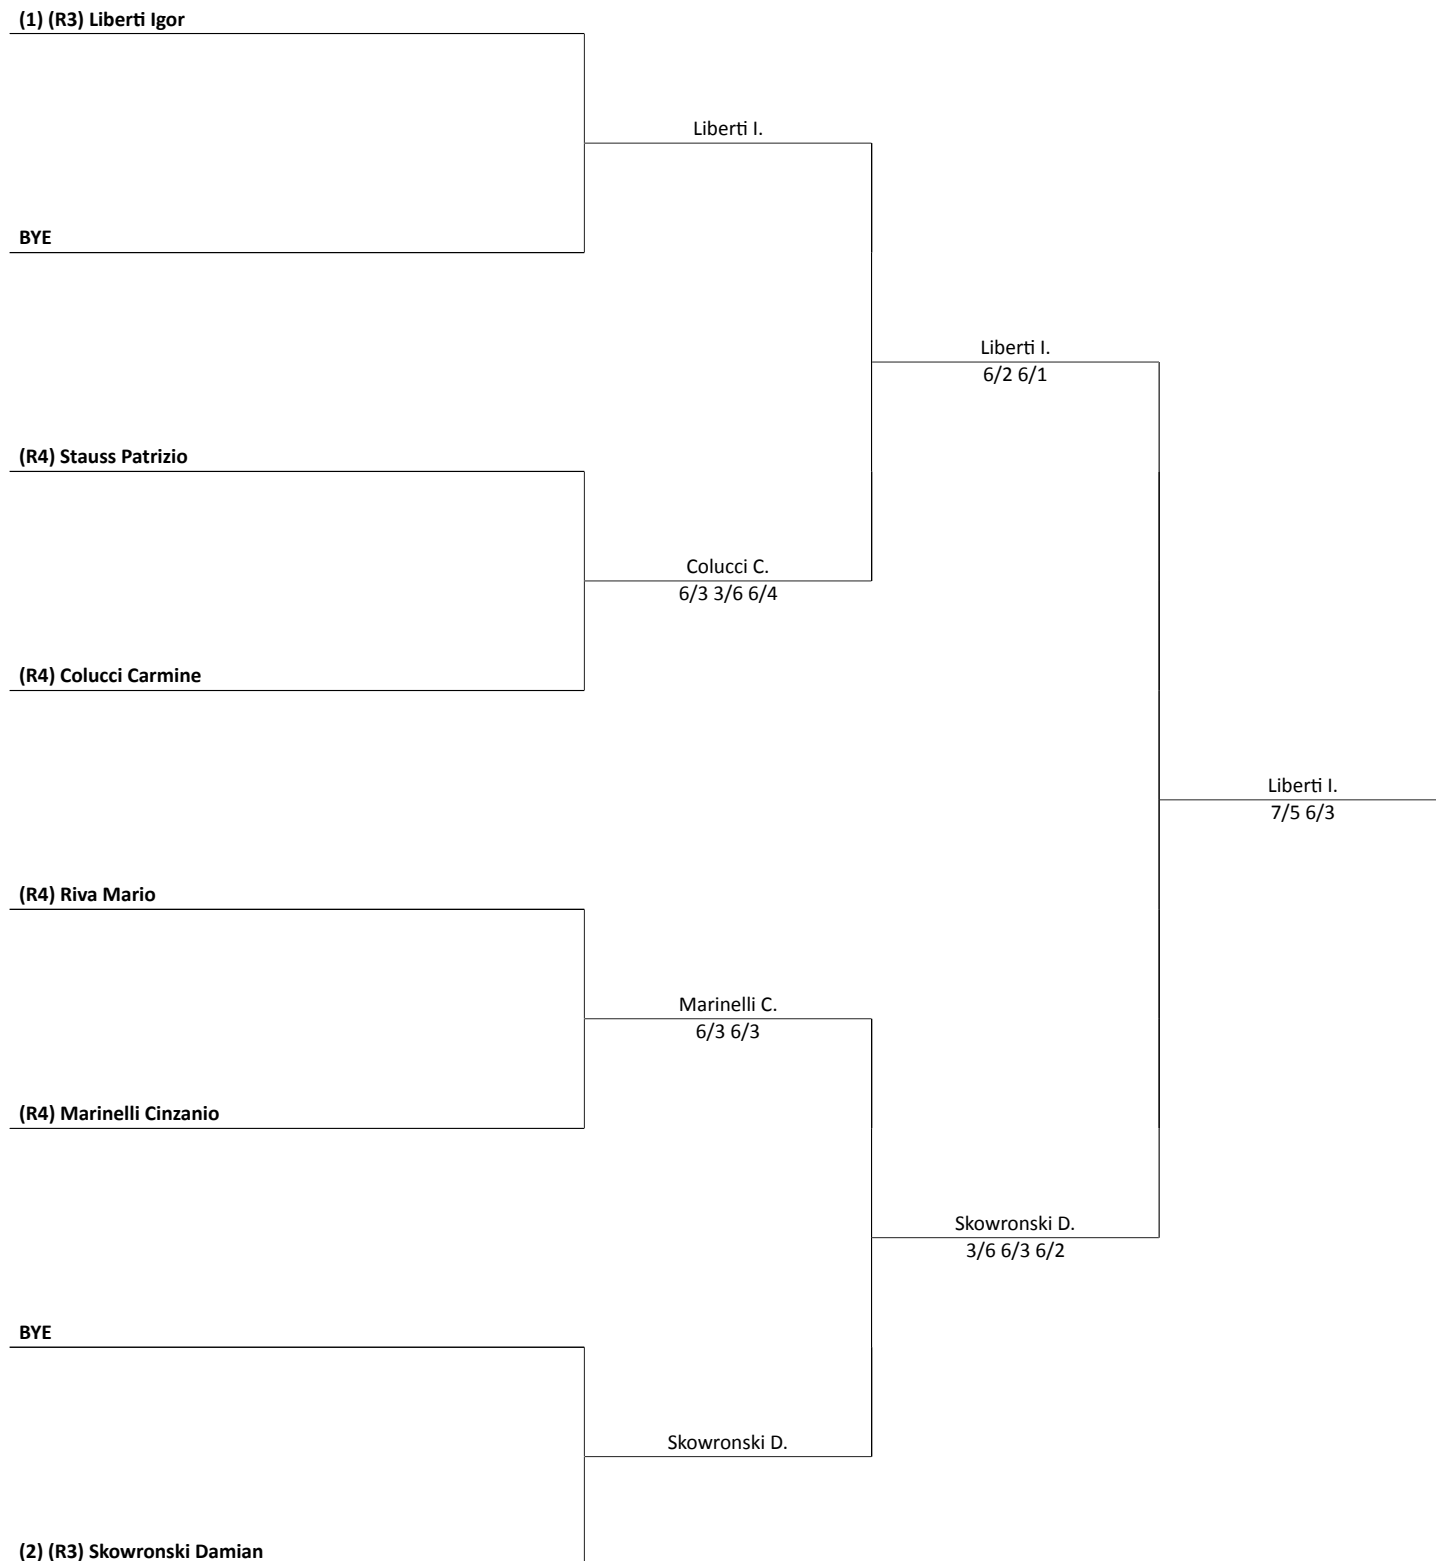 (1) (R3) Liberti Igor
Liberti I.
BYE
Liberti I.
6/2 6/1
(R4) Stauss Patrizio
Colucci C.
6/3 3/6 6/4
(R4) Colucci Carmine
Liberti I.
7/5 6/3
(R4) Riva Mario
Marinelli C.
6/3 6/3
(R4) Marinelli Cinzanio
Skowronski D.
3/6 6/3 6/2
BYE
Skowronski D.
(2) (R3) Skowronski Damian